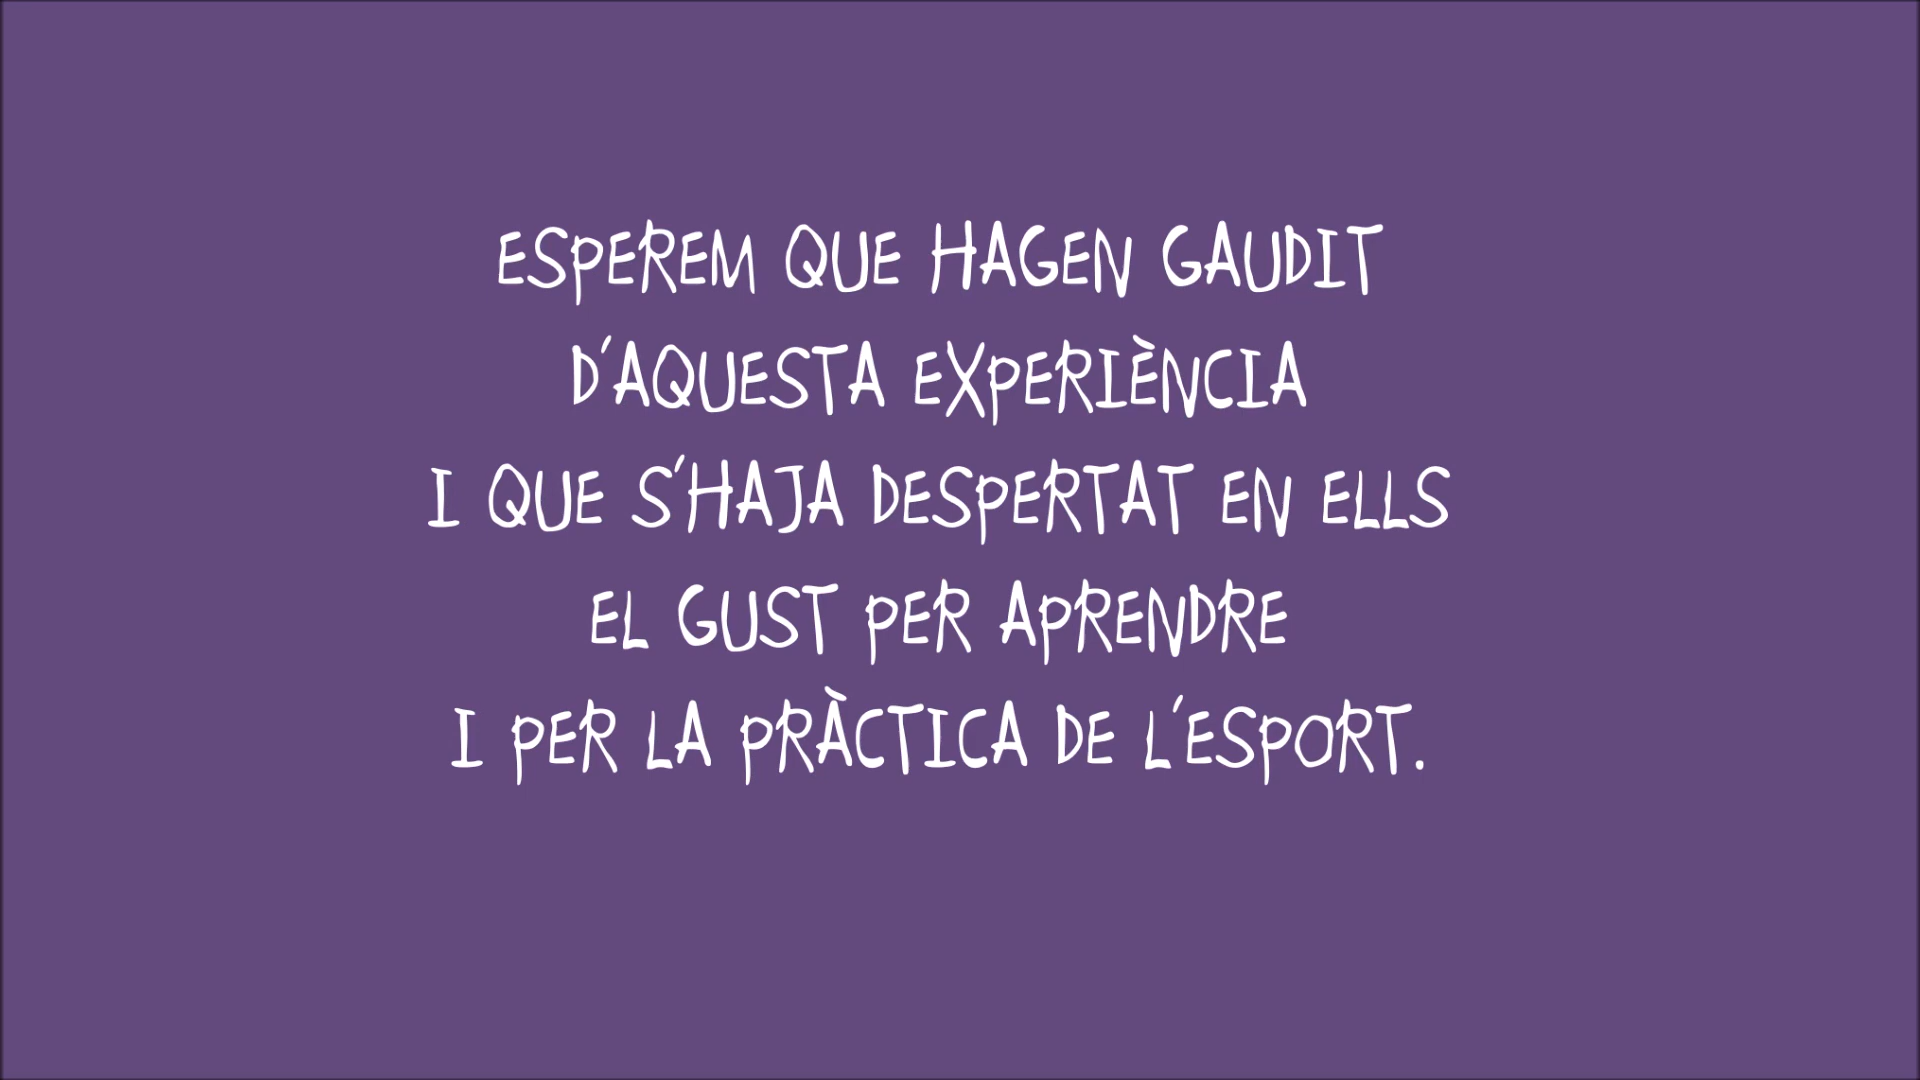 ESPEREM QUE HAGEN GAUDIT
D'AQUESTA EXPERIÈNCIA
I QUE S'HAJA DESPERTAT EN ELLS
EL GUST PER APRENDRE
I PER LA PRÀCTICA DE L'ESPORT.